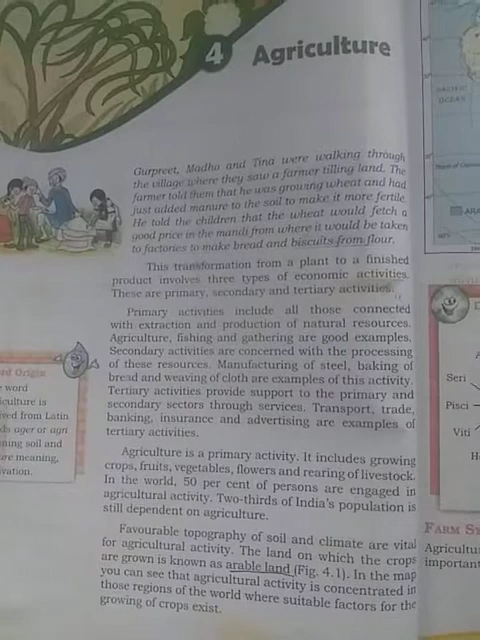 4 Agriculture
Gurpreet, Madho and Tina were walking through
the village where they saw a farmer tilling land. The
farmer told them that he was growing wheat and had
just added manure to the soil to make it more fertile.
He told the children that the wheat would fetch a
good price in the mandi from where it would be taken
to factories to make bread and biscuits from flour.
This transformation from a plant to a finished
product involves three types of economic activities.
These are primary, secondary and tertiary activities.
Primary activities include all those connected
with extraction and production of natural resources.
Agriculture, fishing and gathering are good examples.
Secondary activities are concerned with the processing
of these resources. Manufacturing of steel, baking of
bread and weaving of cloth are examples of this activity.
Tertiary activities provide support to the primary and
secondary sectors through services. Transport, trade,
banking, insurance and advertising are examples of
tertiary activities.
Agriculture is a primary activity. It includes growing
crops, fruits, vegetables, flowers and rearing of livestock.
In the world, 50 per cent of persons are engaged in
agricultural activity. Two-thirds of India's population is
still dependent on agriculture.
Favourable topography of soil and climate are vital
for agricultural activity. The land on which the crops
are grown is known as arable land (Fig. 4.1). In the map
you can see that agricultural activity is concentrated in
those regions of the world where suitable factors for the
growing of crops exist.
rd Origin
word
iculture is
ved from Latin
ds ager or agri
ning soil and
ure meaning,
vation.
PACIFIC
OCEAN
ARA
Seri
Pisci
Viti
Ho
FARM SY
Agricultu
important